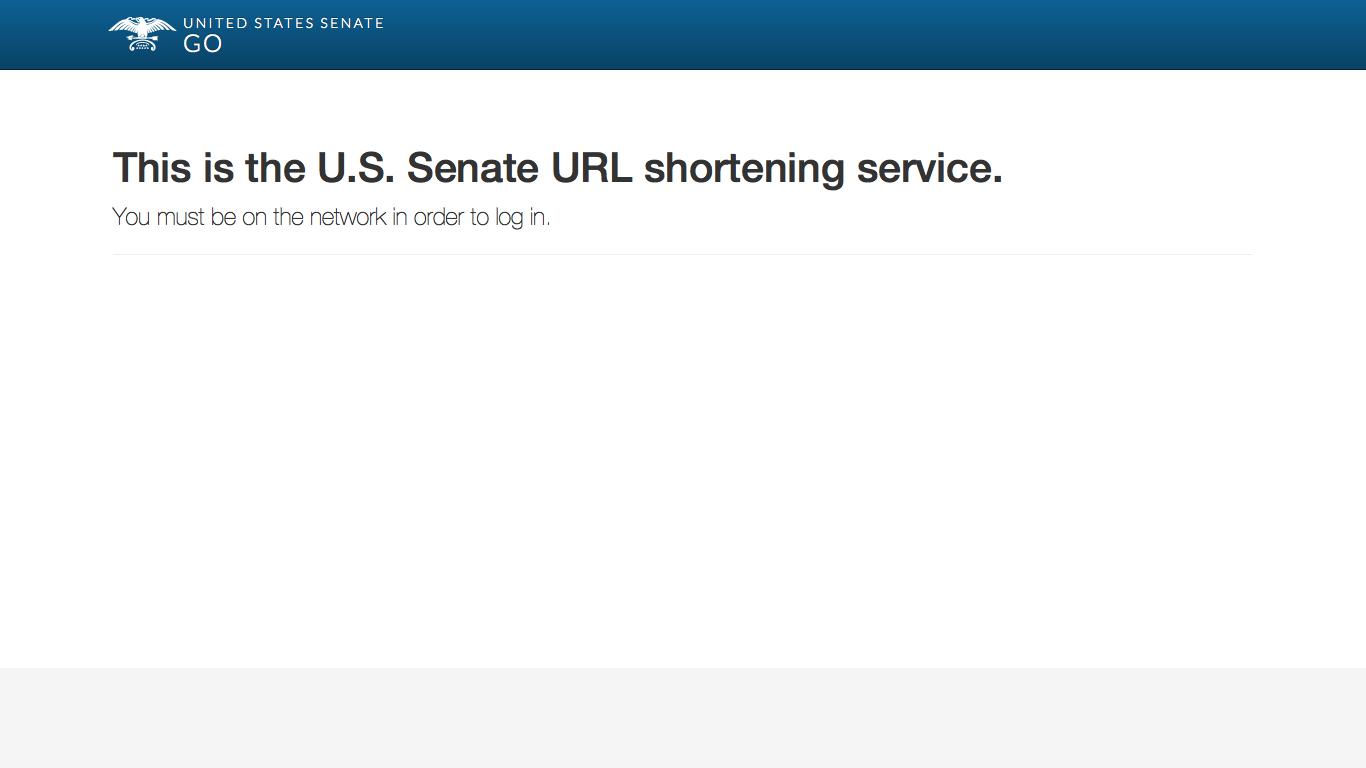 UNITED STATES SENATE
GO
This is the U.S. Senate URL shortening service.
You must be on the network in order to log in.